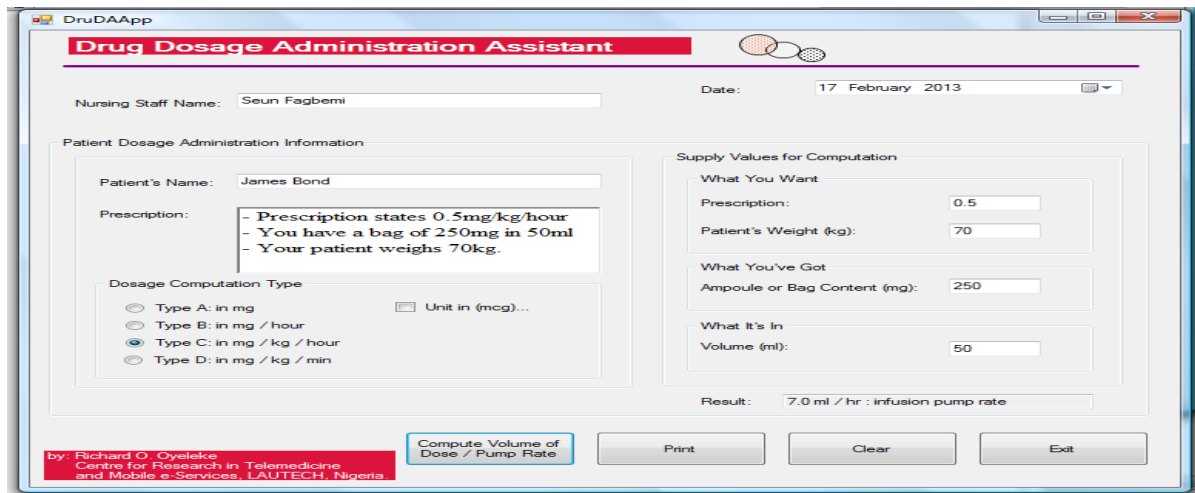 DruDAApp
Drug Dosage Administration Assistant
Nursing Staff Name: Seun Fagbemi
Date: 17 February 2013
Patient Dosage Administration Information
Patient's Name: James Bond
Prescription:
- Prescription states 0.5mg/kg/hour
- You have a bag of 250mg in 50ml
- Your patient weighs 70kg.
Dosage Computation Type
Type A: in mg
Unit in (mcg)...
Type B: in mg / hour
Type C: in mg / kg / hour
Type D: in mg / kg / min
Supply Values for Computation
What You Want
Prescription: 0.5
Patient's Weight (kg): 70
What You've Got
Ampoule or Bag Content (mg): 250
What It's In
Volume (ml): 50
Result: 7.0 ml / hr : infusion pump rate
Compute Volume of
Dose / Pump Rate
Print
Clear
Exit
by: Richard O. Oyeleke
Centre for Research in Telemedicine
and Mobile e-Services, LAUTECH, Nigeria.